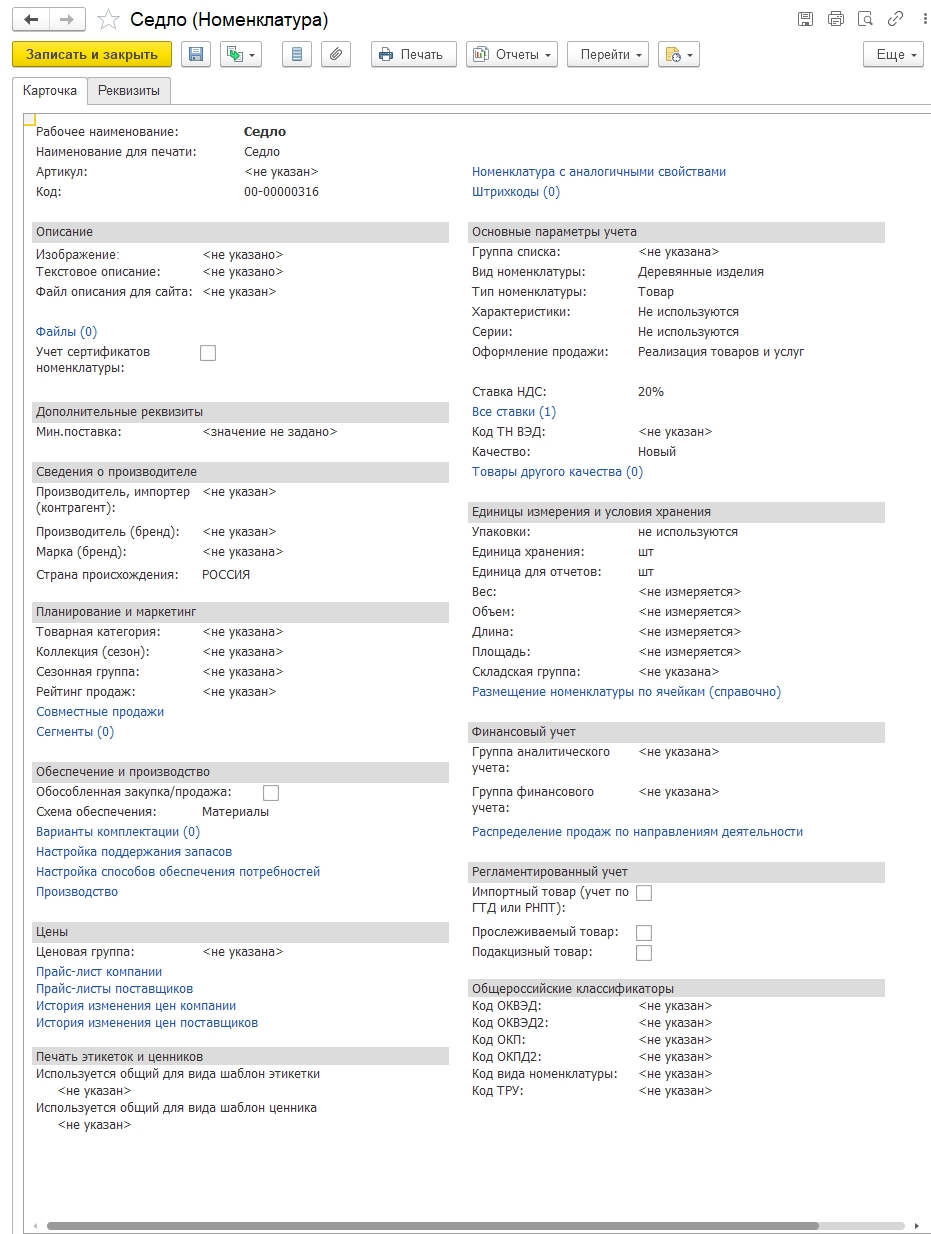 Седло (Номенклатура)
Записать и закрыть
Печать
Отчеты
Перейти
Еще
Карточка
Реквизиты
Рабочее наименование: Седло
Наименование для печати: Седло
Артикул: <не указан>
Код: 00-00000316
Номенклатура с аналогичными свойствами
Штрихкоды (0)
Описание
Изображение: <не указано>
Текстовое описание: <не указано>
Файл описания для сайта: <не указан>
Файлы (0)
Учет сертификатов
номенклатуры:
Дополнительные реквизиты
Мин.поставка: <значение не задано>
Сведения о производителе
Производитель, импортер <не указан>
(контрагент):
Производитель (бренд): <не указан>
Марка (бренд): <не указана>
Страна происхождения: РОССИЯ
Планирование и маркетинг
Товарная категория: <не указана>
Коллекция (сезон): <не указана>
Сезонная группа: <не указана>
Рейтинг продаж: <не указан>
Совместные продажи
Сегменты (0)
Обеспечение и производство
Обособленная закупка/продажа:
Схема обеспечения: Материалы
Варианты комплектации (0)
Настройка поддержания запасов
Настройка способов обеспечения потребностей
Производство
Цены
Ценовая группа: <не указана>
Прайс-лист компании
Прайс-листы поставщиков
История изменения цен компании
История изменения цен поставщиков
Печать этикеток и ценников
Используется общий для вида шаблон этикетки
<не указан>
Используется общий для вида шаблон ценника
<не указан>
Основные параметры учета
Группа списка: <не указана>
Вид номенклатуры: Деревянные изделия
Тип номенклатуры: Товар
Характеристики: Не используются
Серии: Не используются
Оформление продажи: Реализация товаров и услуг
Ставка НДС: 20%
Все ставки (1)
Код ТН ВЭД: <не указан>
Качество: Новый
Товары другого качества (0)
Единицы измерения и условия хранения
Упаковки: не используются
Единица хранения: шт
Единица для отчетов: шт
Вес: <не измеряется>
Объем: <не измеряется>
Длина: <не измеряется>
Площадь: <не измеряется>
Складская группа: <не указана>
Размещение номенклатуры по ячейкам (справочно)
Финансовый учет
Группа аналитического <не указана>
учета:
Группа финансового <не указана>
учета:
Распределение продаж по направлениям деятельности
Регламентированный учет
Импортный товар (учет по
ГТД или РНПТ):
Прослеживаемый товар:
Подакцизный товар:
Общероссийские классификаторы
Код ОКВЭД: <не указан>
Код ОКВЭД2: <не указан>
Код ОКП: <не указан>
Код ОКПД2: <не указан>
Код вида номенклатуры: <не указан>
Код ТРУ: <не указан>